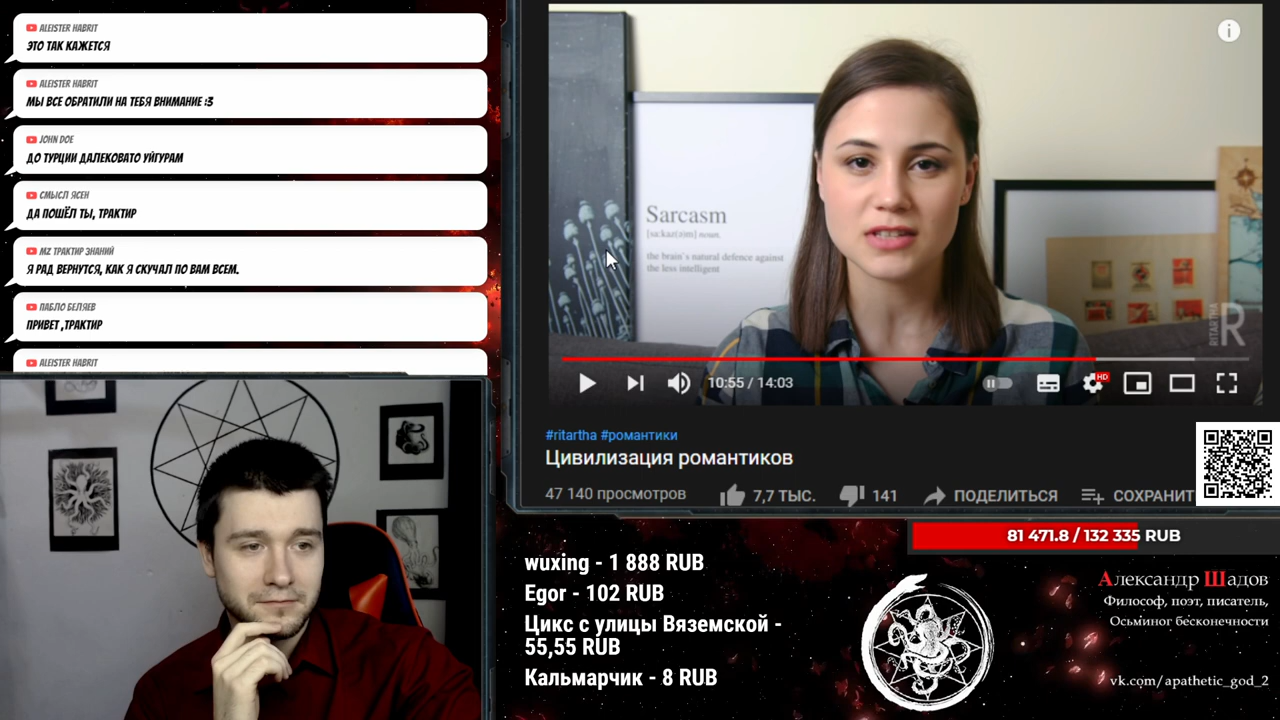 ALEISTER HABRIT
ЭТО ТАК КАЖЕТСЯ
ALEISTER HABRIT
МЫ ВСЕ ОБРАТИЛИ НА ТЕБЯ ВНИМАНИЕ :3
JOHN DOE
ДО ТУРЦИИ ДАЛЕКОВАТО УЙГУРАМ
СМЫСЛ ЯСЕН
ДА ПОШЁЛ ТЫ, ТРАКТИР
MZ ТРАКТИР ЗНАНИЙ
Я РАД ВЕРНУТСЯ, КАК Я СКУЧАЛ ПО ВАМ ВСЕМ.
ПАБЛО БЕЛЯЕВ
ПРИВЕТ ,ТРАКТИР
ALEISTER HABRIT
Sarcasm
[sa:kaz(ə)m] noun.
the brain`s natural defence against
the less intelligent
RITARTHA
R
10:55 / 14:03
HD
#ritartha #романтики
Цивилизация романтиков
47 140 просмотров
7,7 ТЫС.
141
ПОДЕЛИТЬСЯ
СОХРАНИТ
81 471.8 / 132 335 RUB
wuxing - 1 888 RUB
Egor - 102 RUB
Цикс с улицы Вяземской -
55,55 RUB
Кальмарчик - 8 RUB
Александр Шадов
Философ, поэт, писатель,
Осьминог бесконечности
vk.com/apathetic_god_2